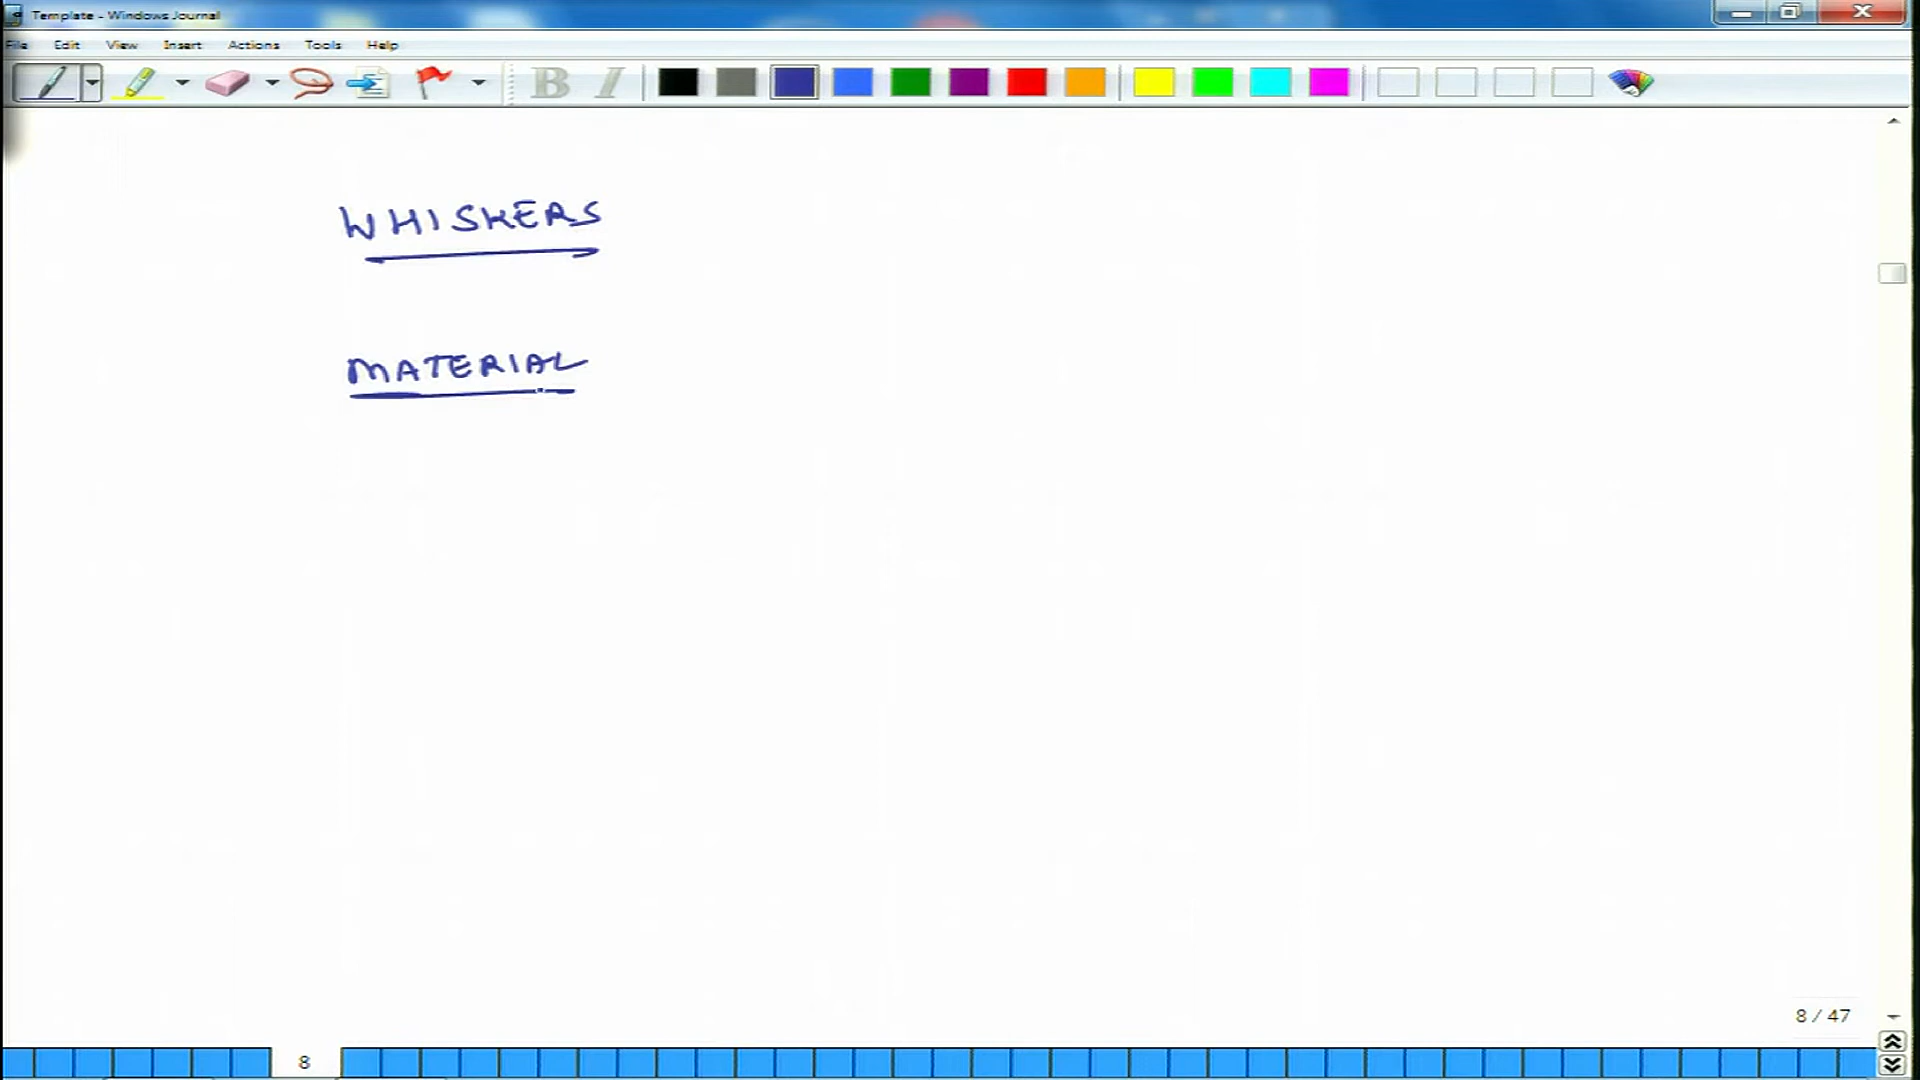 Template - Windows Journal
File Edit View Insert Actions Tools Help
B I
WHISKERS
MATERIAL
8 / 47
8